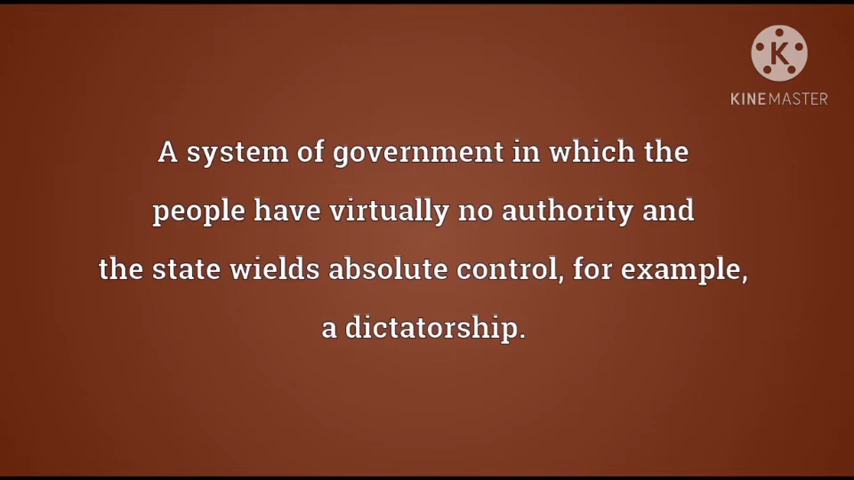 KINEMASTER
A system of government in which the
people have virtually no authority and
the state wields absolute control, for example,
a dictatorship.